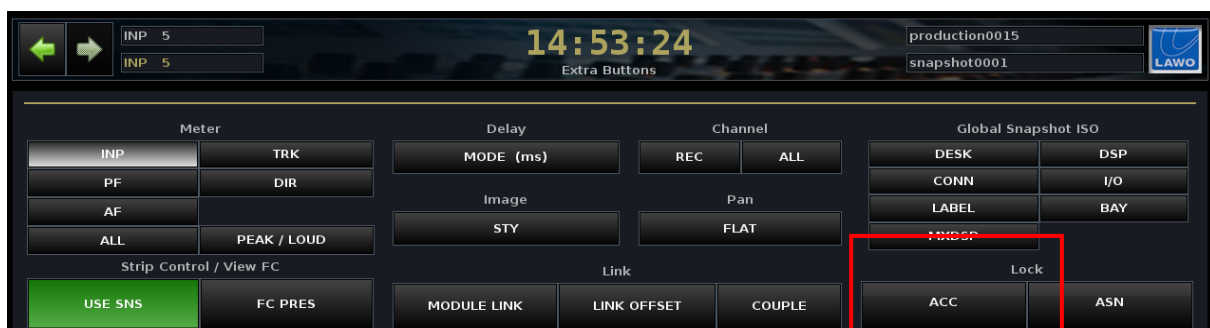 INP 5
INP 5
14:53:24
Extra Buttons
production0015
snapshot0001
LAWO
Meter
INP TRK
PF DIR
AF
ALL PEAK / LOUD
Delay
MODE (ms)
Image
STY
Channel
REC ALL
Pan
FLAT
Global Snapshot ISO
DESK DSP
CONN I/O
LABEL BAY
MXDSP
Strip Control / View FC
USE SNS FC PRES
Link
MODULE LINK LINK OFFSET COUPLE
Lock
ACC ASN